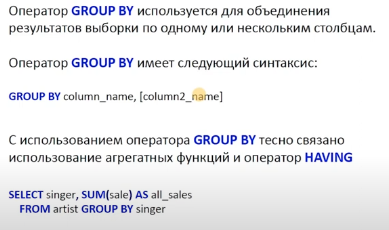 Оператор GROUP BY используется для объединения
результатов выборки по одному или нескольким столбцам.
Оператор GROUP BY имеет следующий синтаксис:
GROUP BY column_name, [column2_name]
С использованием оператора GROUP BY тесно связано
использование агрегатных функций и оператор HAVING
SELECT singer, SUM(sale) AS all_sales
FROM artist GROUP BY singer